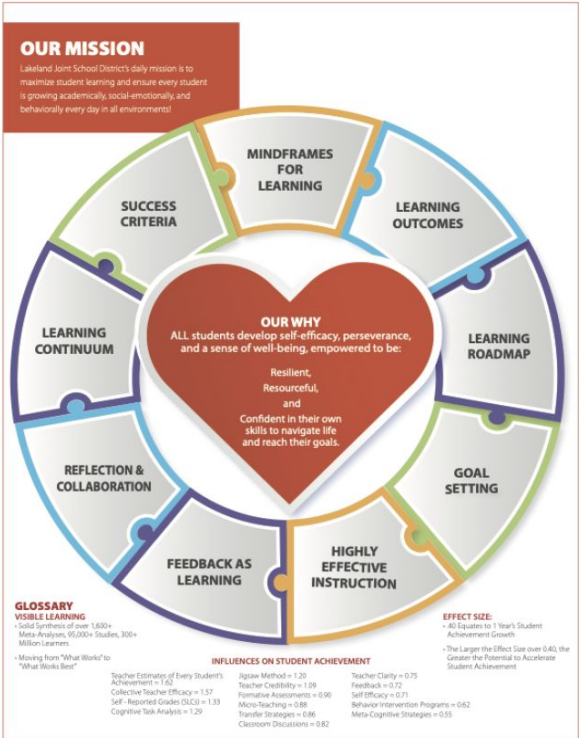 OUR MISSION
Lakeland Joint School District's daily mission is to
maximize student learning and ensure every student
is growing academically, social-emotionally, and
behaviorally every day in all environments!
MINDFRAMES
FOR
LEARNING
LEARNING
OUTCOMES
LEARNING
ROADMAP
GOAL
SETTING
HIGHLY
EFFECTIVE
INSTRUCTION
FEEDBACK AS
LEARNING
REFLECTION &
COLLABORATION
LEARNING
CONTINUUM
SUCCESS
CRITERIA
OUR WHY
ALL students develop self-efficacy, perseverance,
and a sense of well-being, empowered to be:
Resilient,
Resourceful,
and
Confident in their own
skills to navigate life
and reach their goals.
GLOSSARY
VISIBLE LEARNING
• Solid Synthesis of over 1,600+
Meta-Analyses, 95,000+ Studies, 300+
Million Learners
• Moving from "What Works" to
"What Works Best"
INFLUENCES ON STUDENT ACHIEVEMENT
Teacher Estimates of Every Student's
Achievement = 1.62
Collective Teacher Efficacy = 1.57
Self - Reported Grades (SLCs) = 1.33
Cognitive Task Analysis = 1.29
Jigsaw Method = 1.20
Teacher Credibility = 1.09
Formative Assessments = 0.90
Micro-Teaching = 0.88
Transfer Strategies = 0.86
Classroom Discussions = 0.82
Teacher Clarity = 0.75
Feedback = 0.72
Self Efficacy = 0.71
Behavior Intervention Programs = 0.62
Meta-Cognitive Strategies = 0.55
EFFECT SIZE:
• .40 Equates to 1 Year's Student
Achievement Growth
• The Larger the Effect Size over 0.40, the
Greater the Potential to Accelerate
Student Achievement